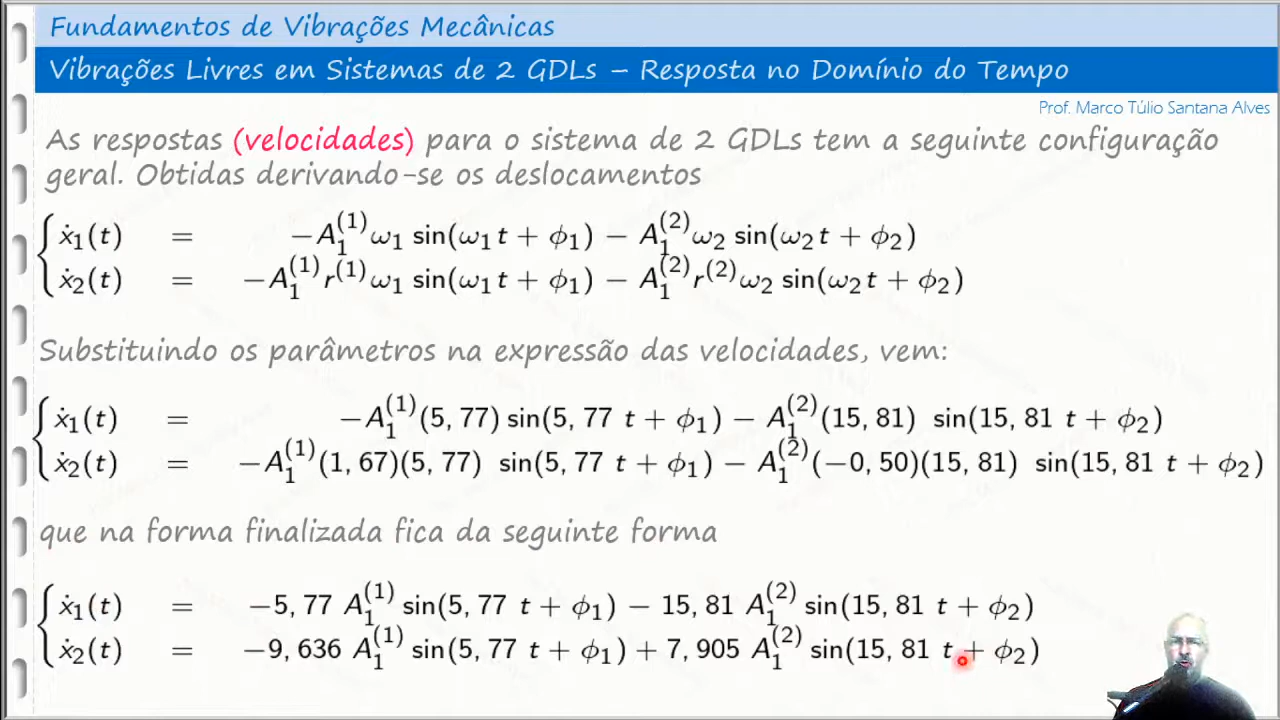 Fundamentos de Vibrações Mecânicas
Vibrações Livres em Sistemas de 2 GDLs – Resposta no Domínio do Tempo
Prof. Marco Túlio Santana Alves
As respostas (velocidades) para o sistema de 2 GDLs tem a seguinte configuração
geral. Obtidas derivando-se os deslocamentos
ẋ₁(t) = −A₁⁽¹⁾ω₁ sin(ω₁t + ϕ₁) − A₁⁽²⁾ω₂ sin(ω₂t + ϕ₂)
ẋ₂(t) = −A₁⁽¹⁾r⁽¹⁾ω₁ sin(ω₁t + ϕ₁) − A₁⁽²⁾r⁽²⁾ω₂ sin(ω₂t + ϕ₂)
Substituindo os parâmetros na expressão das velocidades, vem:
ẋ₁(t) = −A₁⁽¹⁾(5, 77) sin(5, 77 t + ϕ₁) − A₁⁽²⁾(15, 81) sin(15, 81 t + ϕ₂)
ẋ₂(t) = −A₁⁽¹⁾(1, 67)(5, 77) sin(5, 77 t + ϕ₁) − A₁⁽²⁾(−0, 50)(15, 81) sin(15, 81 t + ϕ₂)
que na forma finalizada fica da seguinte forma
ẋ₁(t) = −5, 77 A₁⁽¹⁾ sin(5, 77 t + ϕ₁) − 15, 81 A₁⁽²⁾ sin(15, 81 t + ϕ₂)
ẋ₂(t) = −9, 636 A₁⁽¹⁾ sin(5, 77 t + ϕ₁) + 7, 905 A₁⁽²⁾ sin(15, 81 t + ϕ₂)